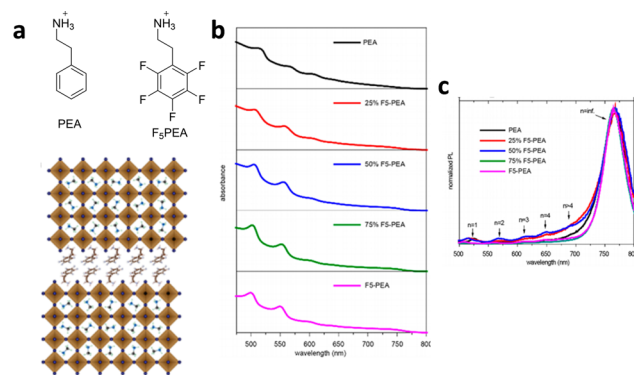 a
NH3
+
PEA
NH3
+
F
F
F
F
F
F5PEA
b
PEA
25% F5-PEA
50% F5-PEA
75% F5-PEA
F5-PEA
absorbance
500
550
600
650
700
750
800
wavelength (nm)
c
PEA
25% F5-PEA
50% F5-PEA
75% F5-PEA
F5-PEA
n=inf.
n=1
n=2
n=3
n=4
n=4
normalized PL
500
550
600
650
700
750
800
wavelength (nm)